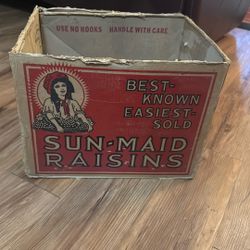 USE NO HOOKS HANDLE WITH CARE
BEST-
KNOWN
EASIEST-
SOLD
SUN-MAID
RAISINS